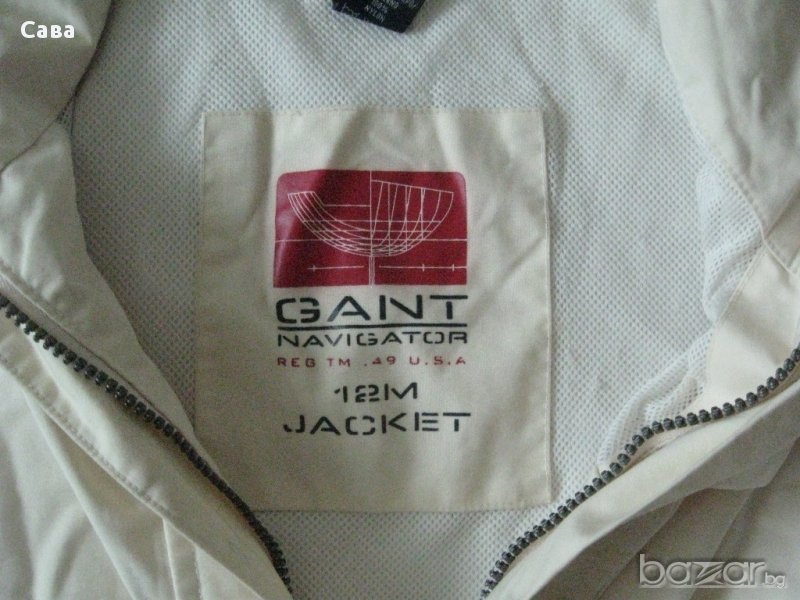 Сава
GANT
NAVIGATOR
REG TM .49 U.S.A
12M
JACKET
bazar.bg